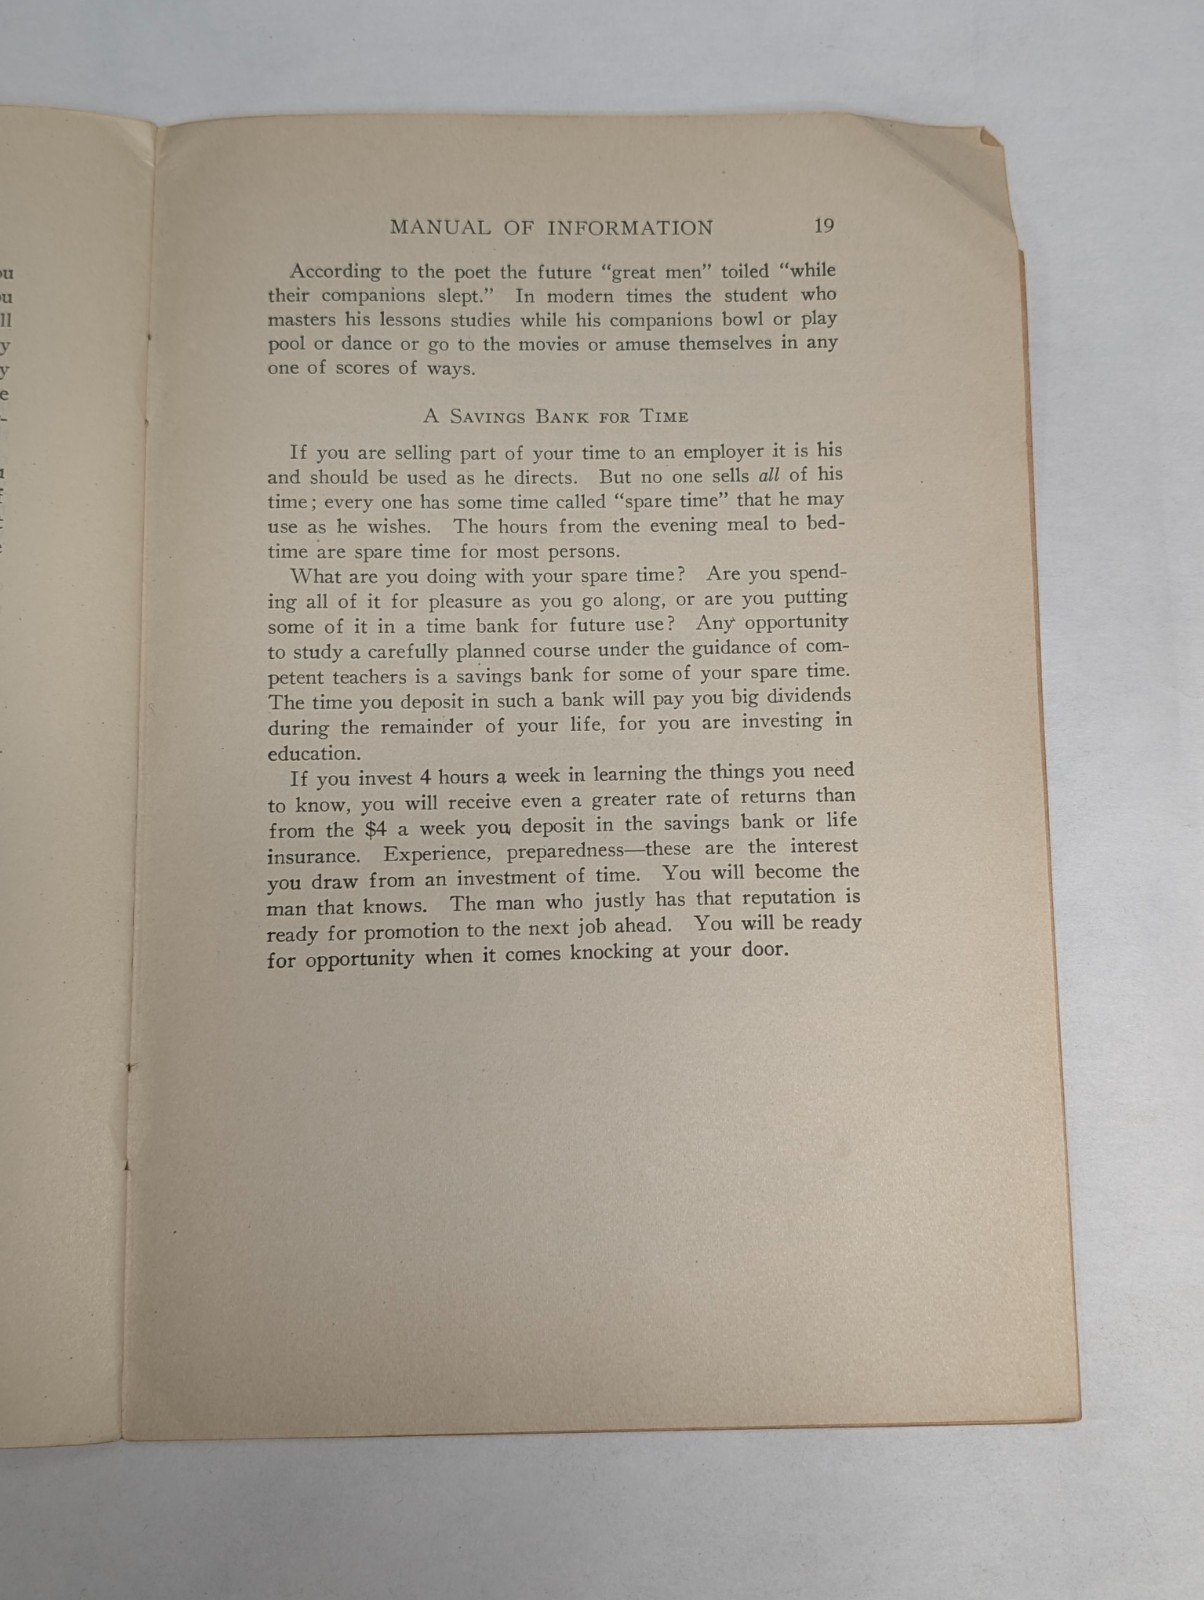 MANUAL OF INFORMATION 19
According to the poet the future “great men” toiled “while
their companions slept.” In modern times the student who
masters his lessons studies while his companions bowl or play
pool or dance or go to the movies or amuse themselves in any
one of scores of ways.
A SAVINGS BANK FOR TIME
If you are selling part of your time to an employer it is his
and should be used as he directs. But no one sells all of his
time; every one has some time called “spare time” that he may
use as he wishes. The hours from the evening meal to bed-
time are spare time for most persons.
What are you doing with your spare time? Are you spend-
ing all of it for pleasure as you go along, or are you putting
some of it in a time bank for future use? Any opportunity
to study a carefully planned course under the guidance of com-
petent teachers is a savings bank for some of your spare time.
The time you deposit in such a bank will pay you big dividends
during the remainder of your life, for you are investing in
education.
If you invest 4 hours a week in learning the things you need
to know, you will receive even a greater rate of returns than
from the $4 a week you deposit in the savings bank or life
insurance. Experience, preparedness—these are the interest
you draw from an investment of time. You will become the
man that knows. The man who justly has that reputation is
ready for promotion to the next job ahead. You will be ready
for opportunity when it comes knocking at your door.